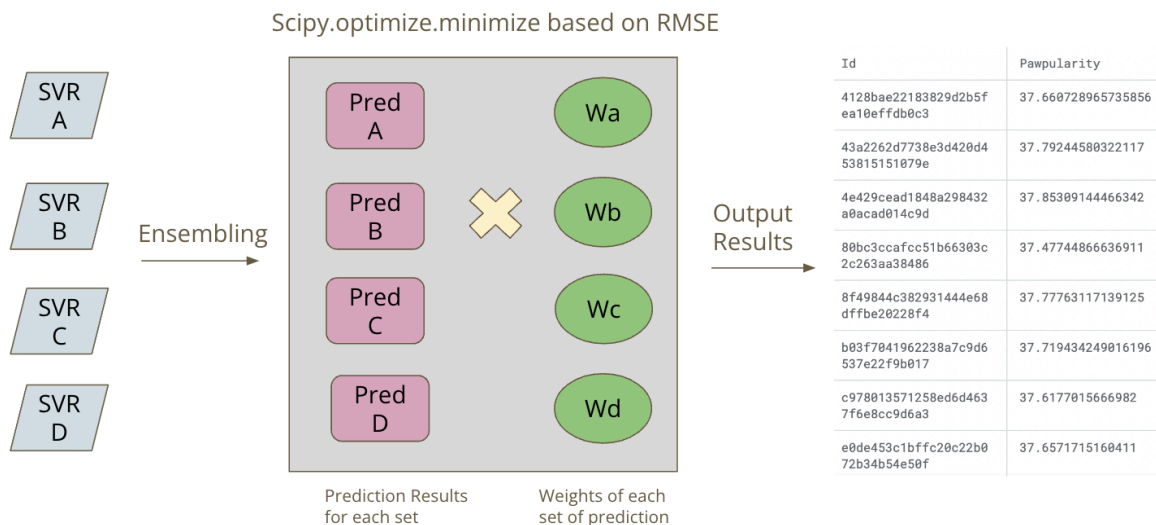 Scipy.optimize.minimize based on RMSE
SVR
A
SVR
B
SVR
C
SVR
D
Ensembling
Pred
A
Pred
B
Pred
C
Pred
D
Wa
Wb
Wc
Wd
Prediction Results
for each set
Weights of each
set of prediction
Output
Results
Id Pawpularity
4128bae22183829d2b5f 37.660728965735856
ea10effdb0c3
43a2262d7738e3d420d4 37.79244580322117
53815151079e
4e429cead1848a298432 37.85309144466342
a0acad014c9d
80bc3ccafcc51b66303c 37.47744866636911
2c263aa38486
8f49844c382931444e68 37.77763117139125
dffbe20228f4
b03f7041962238a7c9d6 37.719434249016196
537e22f9b017
c978013571258ed6d463 37.6177015666982
7f6e8cc9d6a3
e0de453c1bffc20c22b0 37.6571715160411
72b34b54e50f